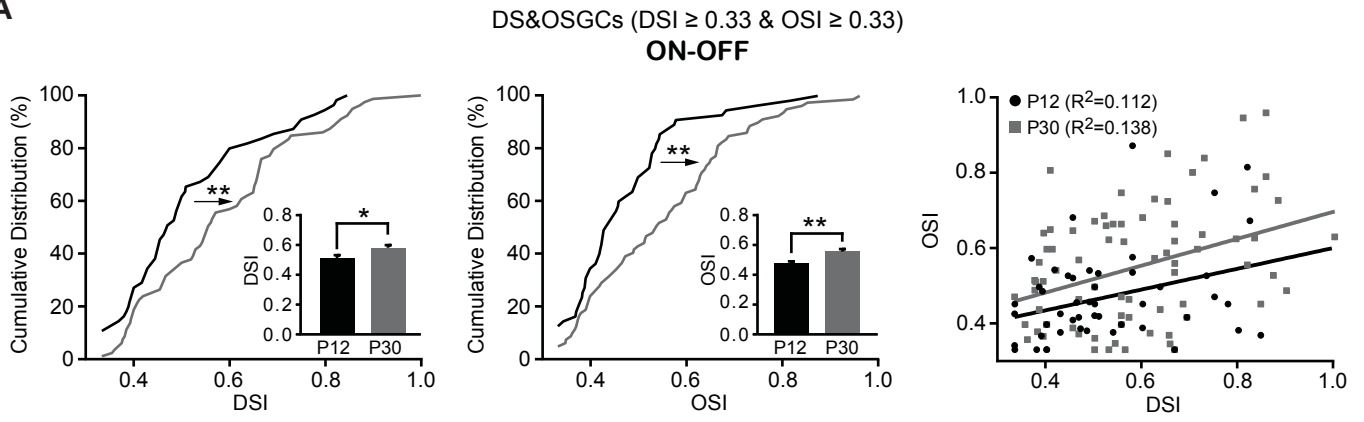 A
DS&OSGCs (DSI ≥ 0.33 & OSI ≥ 0.33)
ON-OFF
Cumulative Distribution (%)
100
80
60
40
20
0
0.4
0.6
0.8
1.0
DSI
**
DSI
0.8
0.6
0.4
0.2
0.0
*
P12
P30
Cumulative Distribution (%)
100
80
60
40
20
0
0.4
0.6
0.8
1.0
OSI
**
OSI
0.8
0.6
0.4
0.2
0.0
**
P12
P30
OSI
1.0
0.8
0.6
0.4
P12 (R²=0.112)
P30 (R²=0.138)
0.4
0.6
0.8
1.0
DSI